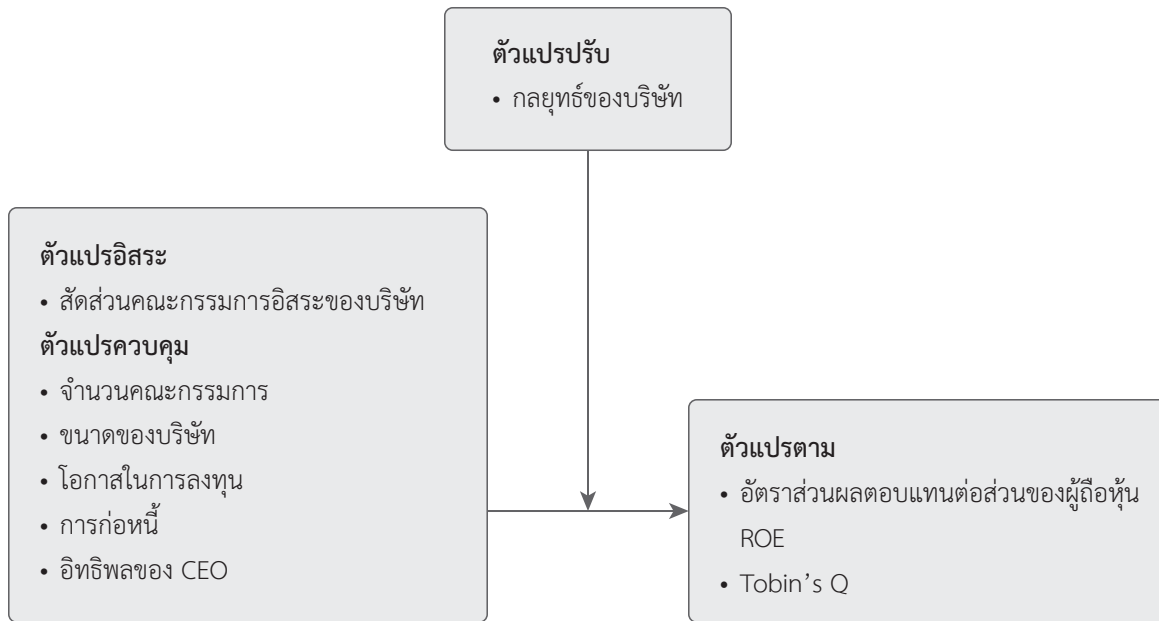 ตัวแปรปรับ
• กลยุทธ์ของบริษัท
ตัวแปรอิสระ
• สัดส่วนคณะกรรมการอิสระของบริษัท
ตัวแปรควบคุม
• จำนวนคณะกรรมการ
• ขนาดของบริษัท
• โอกาสในการลงทุน
• การก่อหนี้
• อิทธิพลของ CEO
ตัวแปรตาม
• อัตราส่วนผลตอบแทนต่อส่วนของผู้ถือหุ้น
ROE
• Tobin’s Q